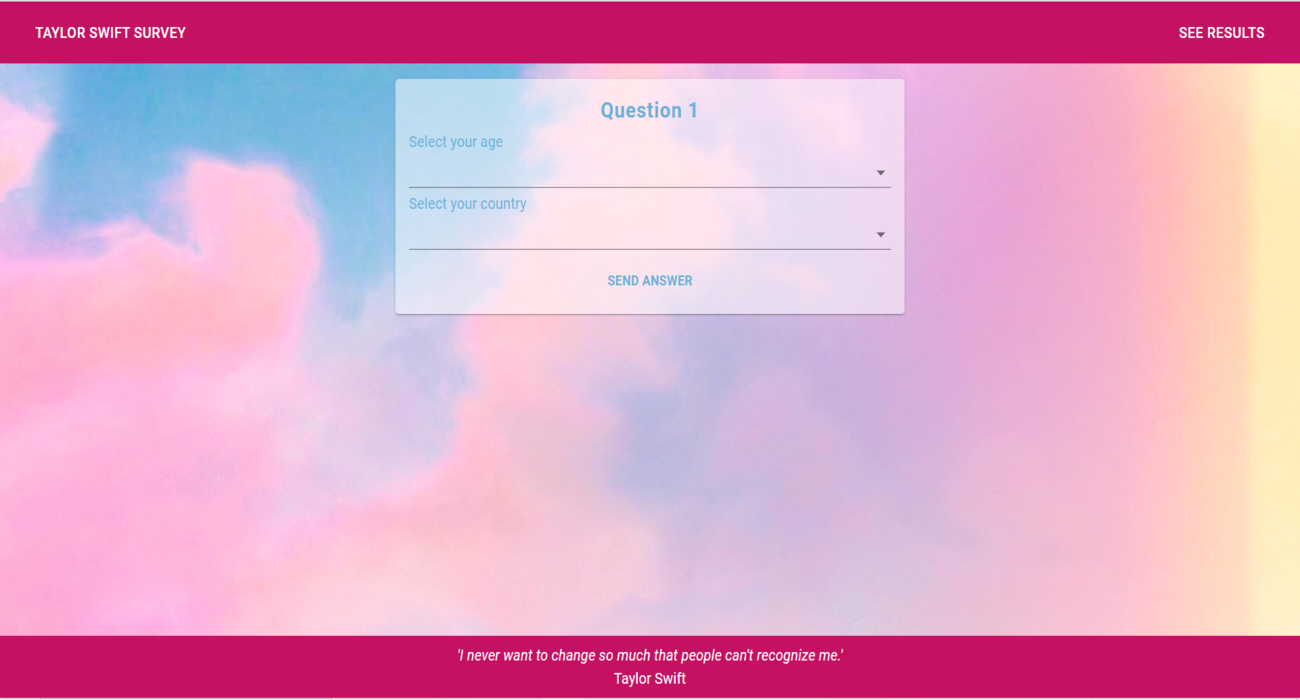 TAYLOR SWIFT SURVEY
SEE RESULTS
Question 1
Select your age
Select your country
SEND ANSWER
'I never want to change so much that people can't recognize me.'
Taylor Swift